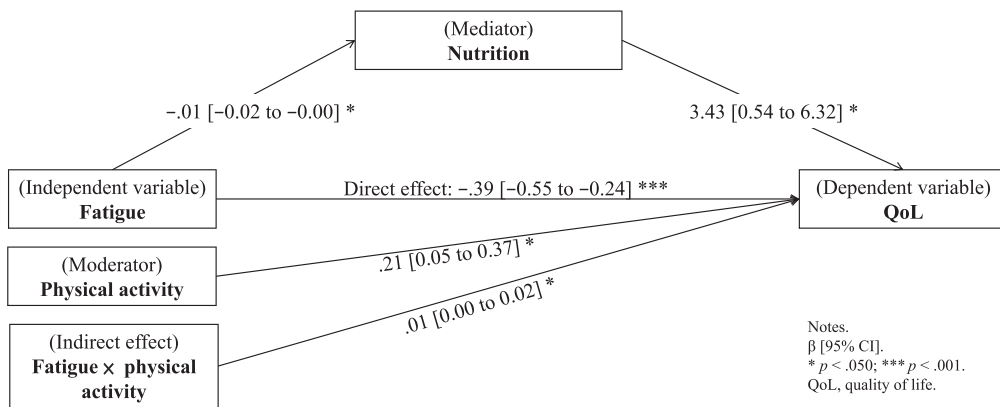 (Mediator)
Nutrition
−.01 [−0.02 to −0.00] *
3.43 [0.54 to 6.32] *
(Independent variable)
Fatigue
Direct effect: −.39 [−0.55 to −0.24] ***
(Dependent variable)
QoL
(Moderator)
Physical activity
.21 [0.05 to 0.37] *
(Indirect effect)
Fatigue × physical
activity
.01 [0.00 to 0.02] *
Notes.
β [95% CI].
* p < .050; *** p < .001.
QoL, quality of life.